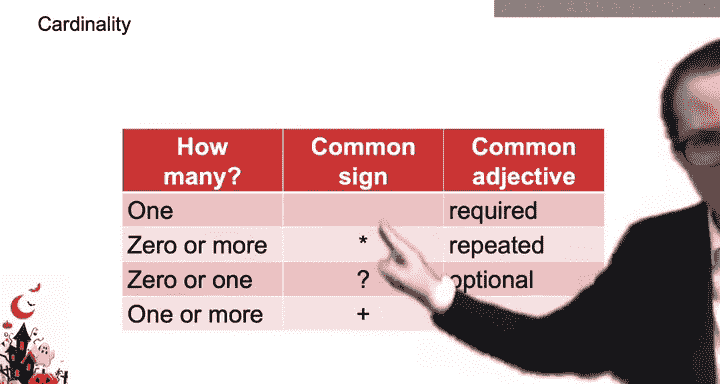 Cardinality
How many? Common sign Common adjective
One required
Zero or more * repeated
Zero or one ? optional
One or more +